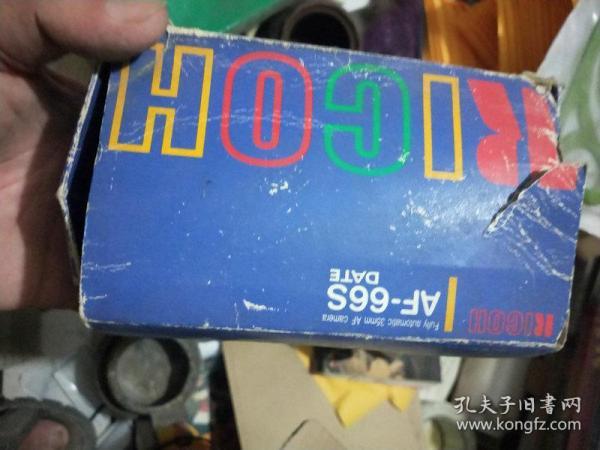 RICOH
AF-66S
DATE
Fully automatic 35mm AF camera
RICOH
孔夫子旧书网
www.kongfz.com